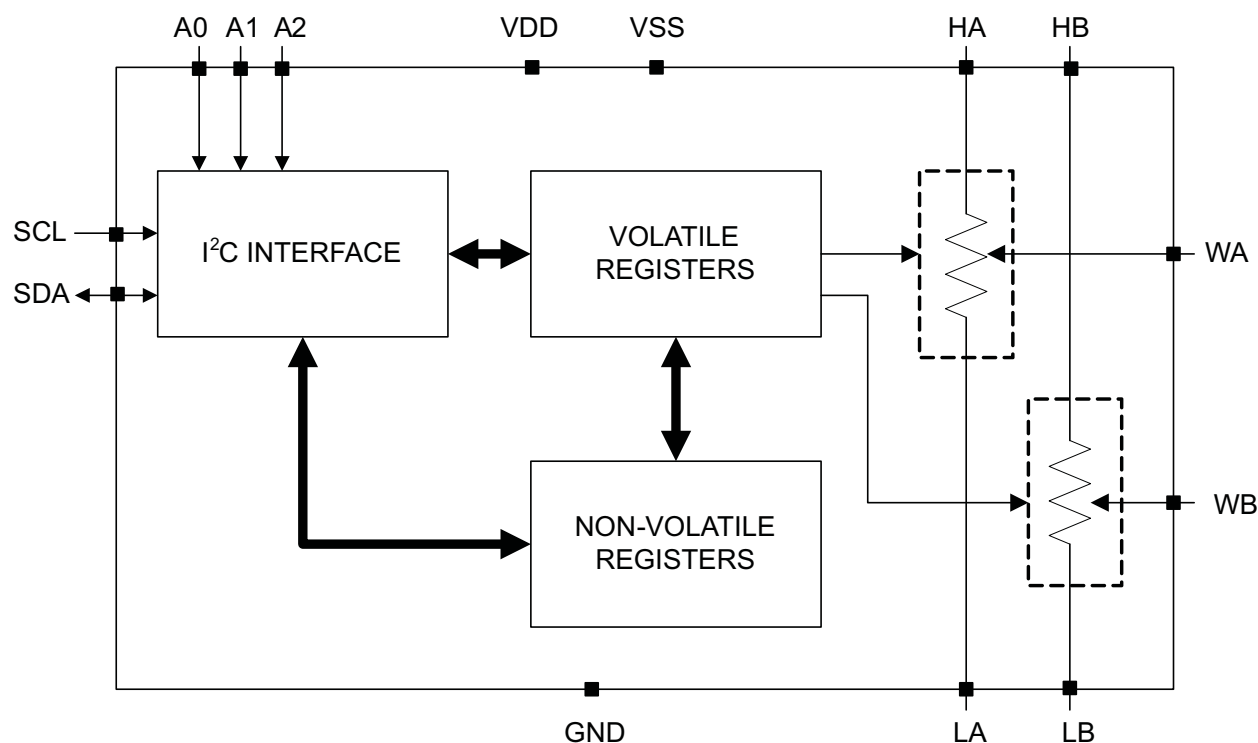 A0 A1 A2 VDD VSS HA HB
SCL
I²C INTERFACE
VOLATILE
REGISTERS
WA
SDA
NON-VOLATILE
REGISTERS
WB
GND LA LB